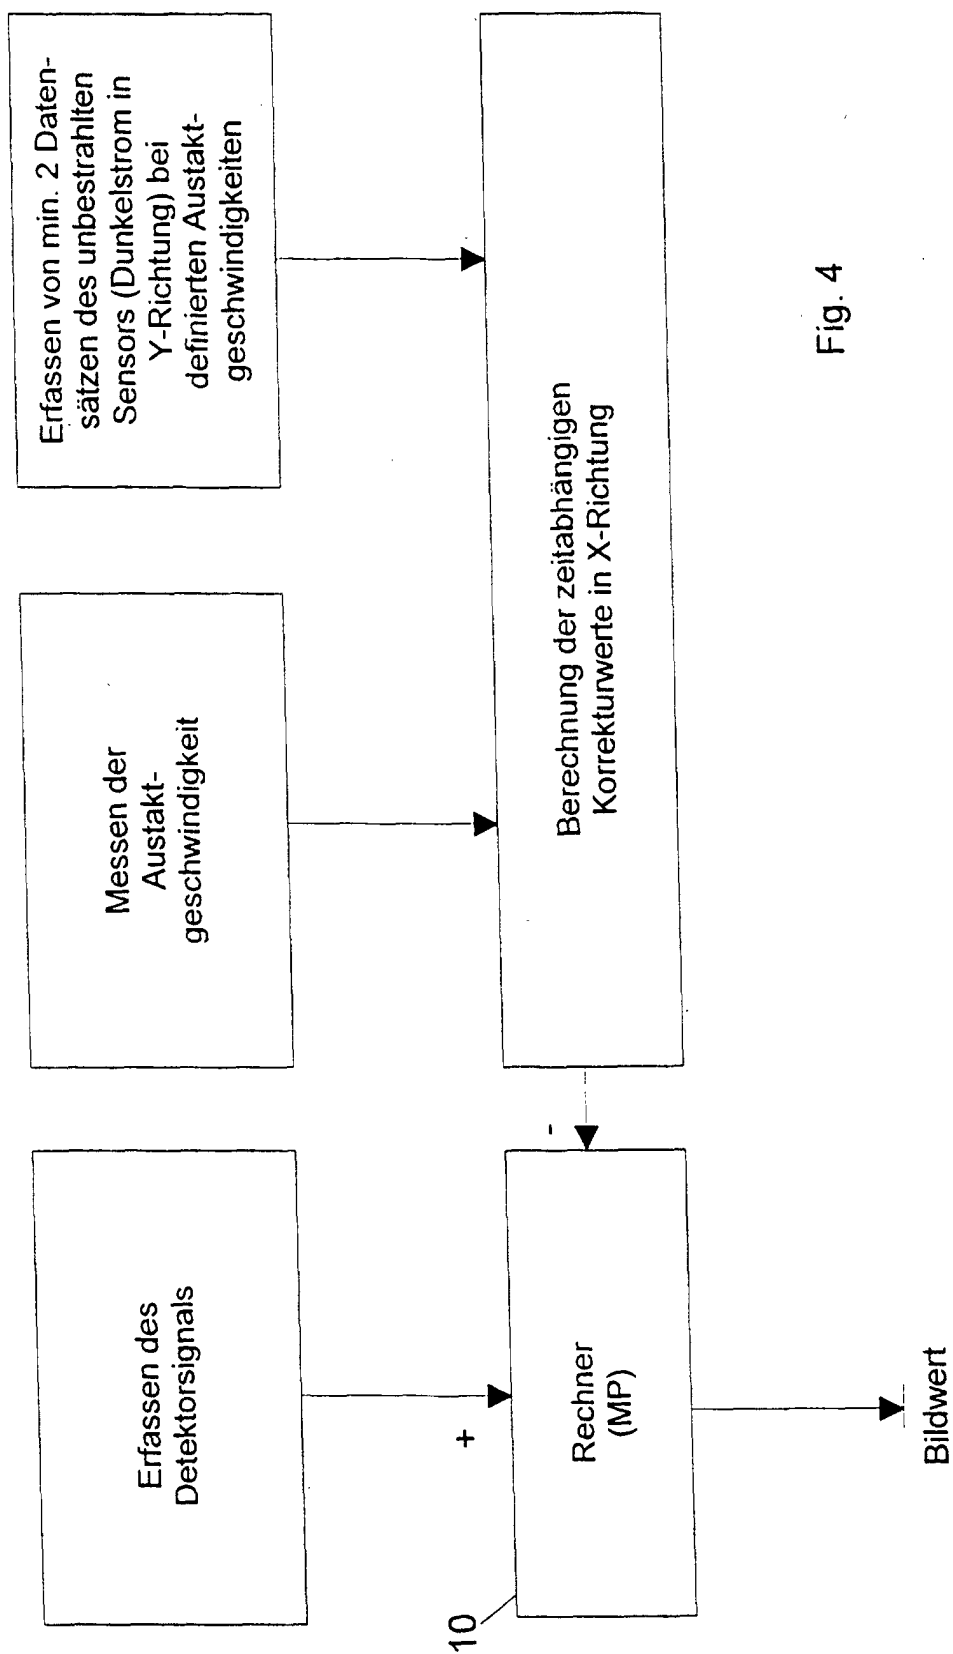 Erfassen des
Detektorsignals
Messen der
Austakt-
geschwindigkeit
Erfassen von min. 2 Daten-
sätzen des unbestrahlten
Sensors (Dunkelstrom in
Y-Richtung) bei
definierten Austakt-
geschwindigkeiten
+
-
10
Rechner
(MP)
Berechnung der zeitabhängigen
Korrekturwerte in X-Richtung
Bildwert
Fig. 4